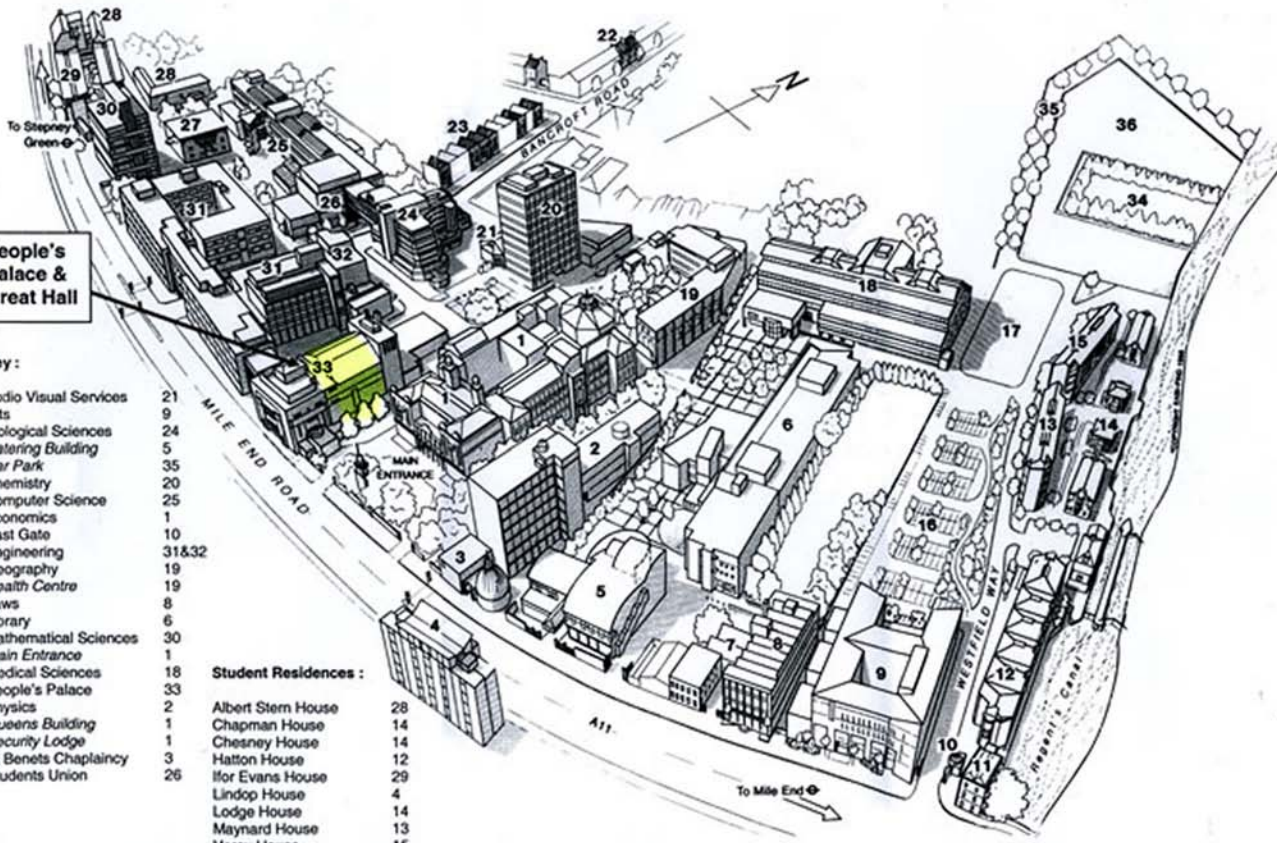 28
22
29
28
30
27
To Stepney
Green
25
23
BANCROFT ROAD
N
35
36
34
31
26
24
20
21
32
31
19
18
17
eople's
alace &
reat Hall
33
1
1
15
13
14
ey :
dio Visual Services 21
ts 9
ological Sciences 24
atering Building 5
ar Park 35
hemistry 20
omputer Science 25
conomics 1
ast Gate 10
ngineering 31&32
eography 19
ealth Centre 19
aws 8
brary 6
athematical Sciences 30
ain Entrance 1
edical Sciences 18
eople's Palace 33
hysics 2
ueens Building 1
ecurity Lodge 1
Benets Chaplaincy 3
tudents Union 26
MILE END ROAD
MAIN
ENTRANCE
2
6
16
3
5
4
7
8
9
WESTFIELD WAY
12
Regents Canal
10
11
A11
To Mile End
Student Residences :
Albert Stern House 28
Chapman House 14
Chesney House 14
Hatton House 12
Ifor Evans House 29
Lindop House 4
Lodge House 14
Maynard House 13
House 15